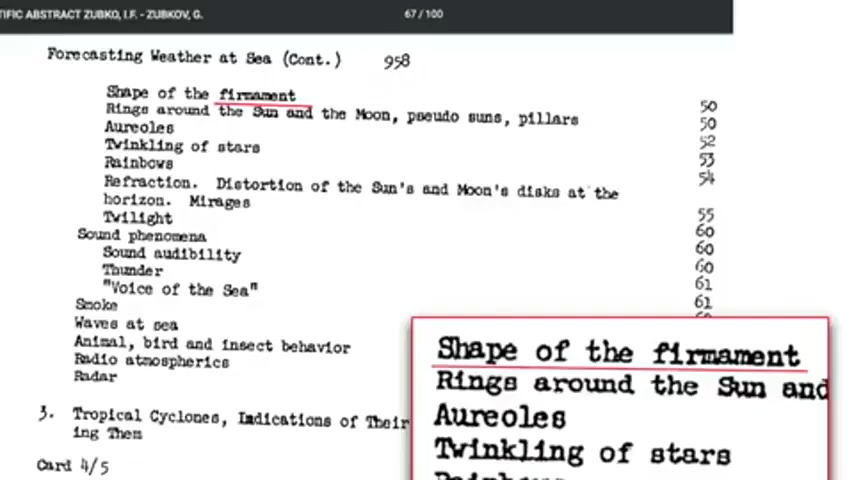 TIFIC ABSTRACT ZUBKO, I.F. - ZUBKOV, G.
67 / 100
Forecasting Weather at Sea (Cont.) 958
Shape of the firmament 50
Rings around the Sun and the Moon, pseudo suns, pillars 50
Aureoles 52
Twinkling of stars 53
Rainbows 54
Refraction. Distortion of the Sun's and Moon's disks at the
horizon. Mirages 55
Twilight 60
Sound phenomena 60
Sound audibility 60
Thunder 61
"Voice of the Sea" 61
Smoke
Waves at sea
Animal, bird and insect behavior
Radio atmospherics
Radar
3. Tropical Cyclones, Indications of Their
ing Them
Card 4/5
Shape of the firmament
Rings around the Sun and
Aureoles
Twinkling of stars